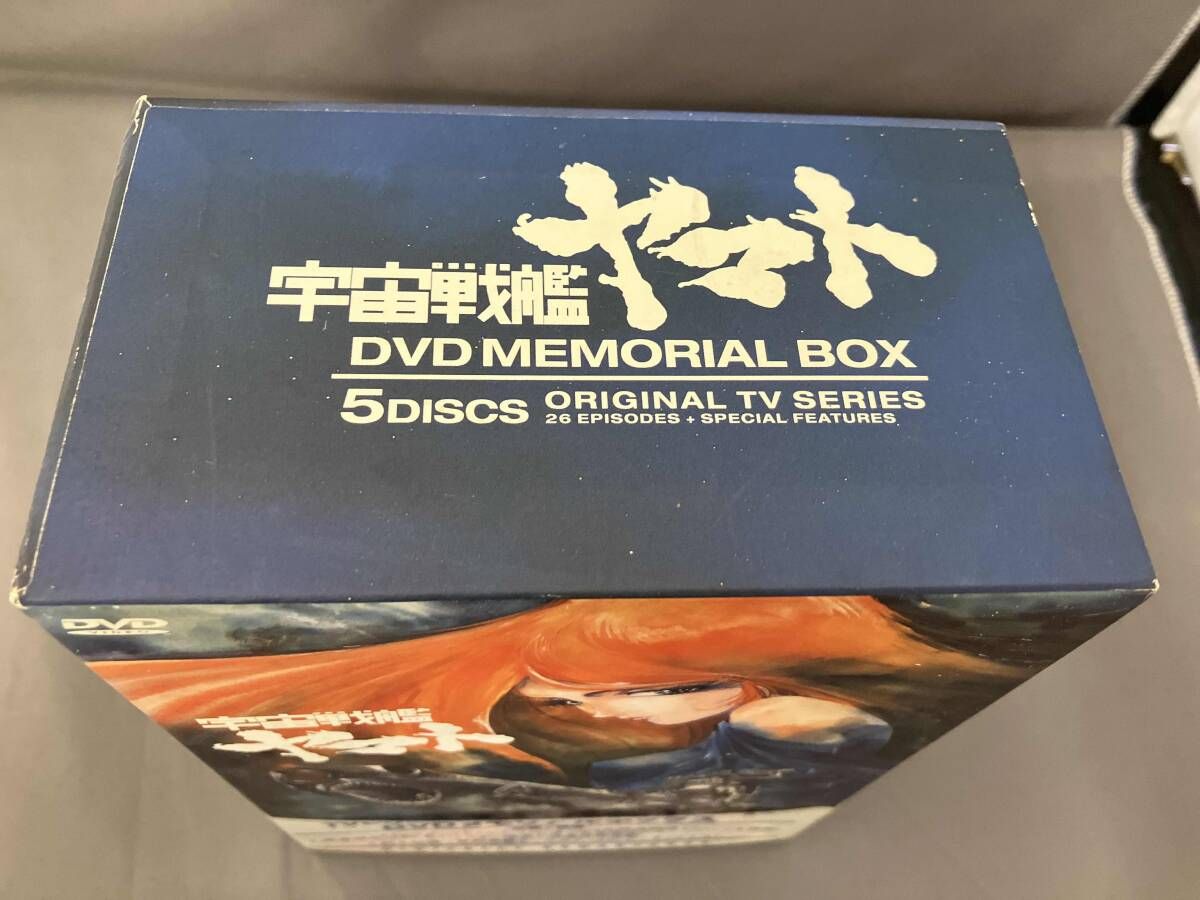 宇宙戦艦ヤマト
DVD MEMORIAL BOX
5DISCS
ORIGINAL TV SERIES
26 EPISODES + SPECIAL FEATURES
DVD
VIDEO
宇宙戦艦
ヤマト